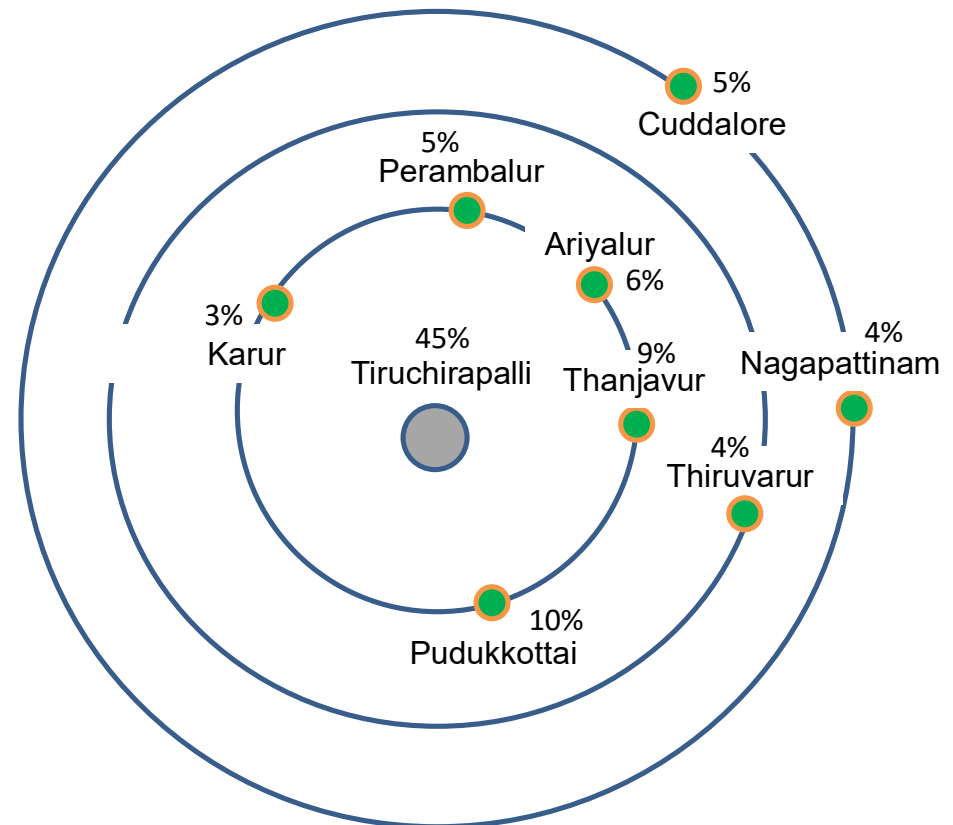 5%
Cuddalore
5%
Perambalur
Ariyalur
6%
3%
Karur
45%
Tiruchirapalli
9%
Thanjavur
4%
Nagapattinam
4%
Thiruvarur
10%
Pudukkottai